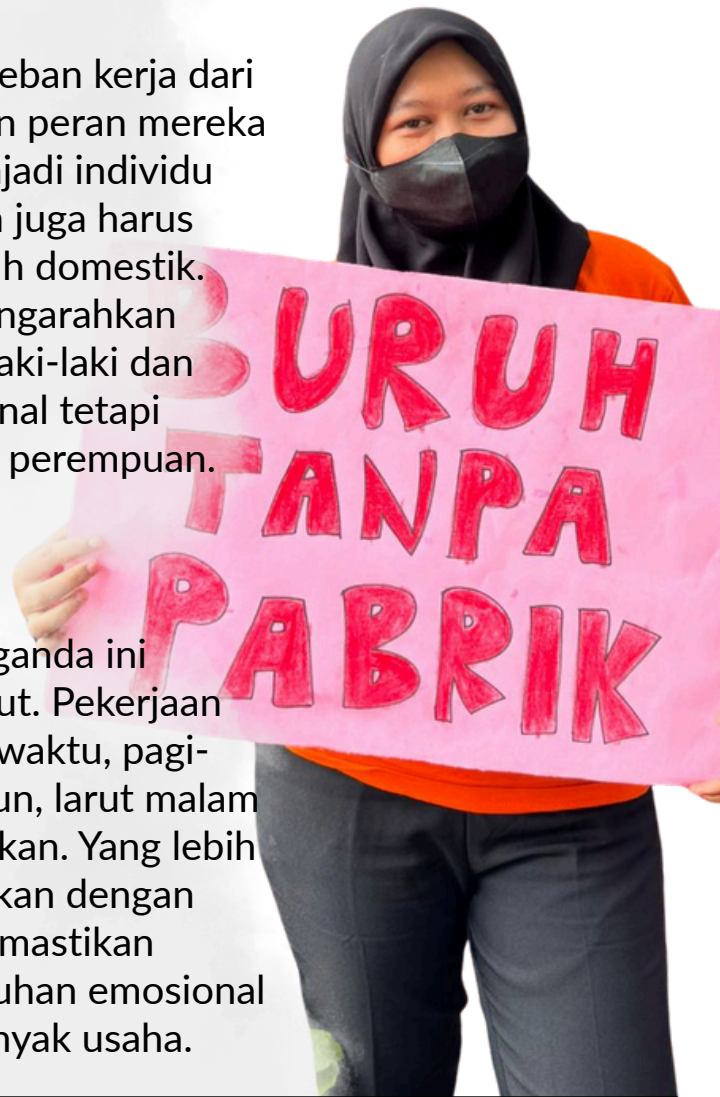 eban kerja dari
n peran mereka
jadi individu
juga harus
h domestik.
ngarahkan
aki-laki dan
nal tetapi
perempuan.
ganda ini
ut. Pekerjaan
waktu, pagi-
un, larut malam
kan. Yang lebih
kan dengan
mastikan
uhan emosional
nyak usaha.
BURUH
TANPA
PABRIK